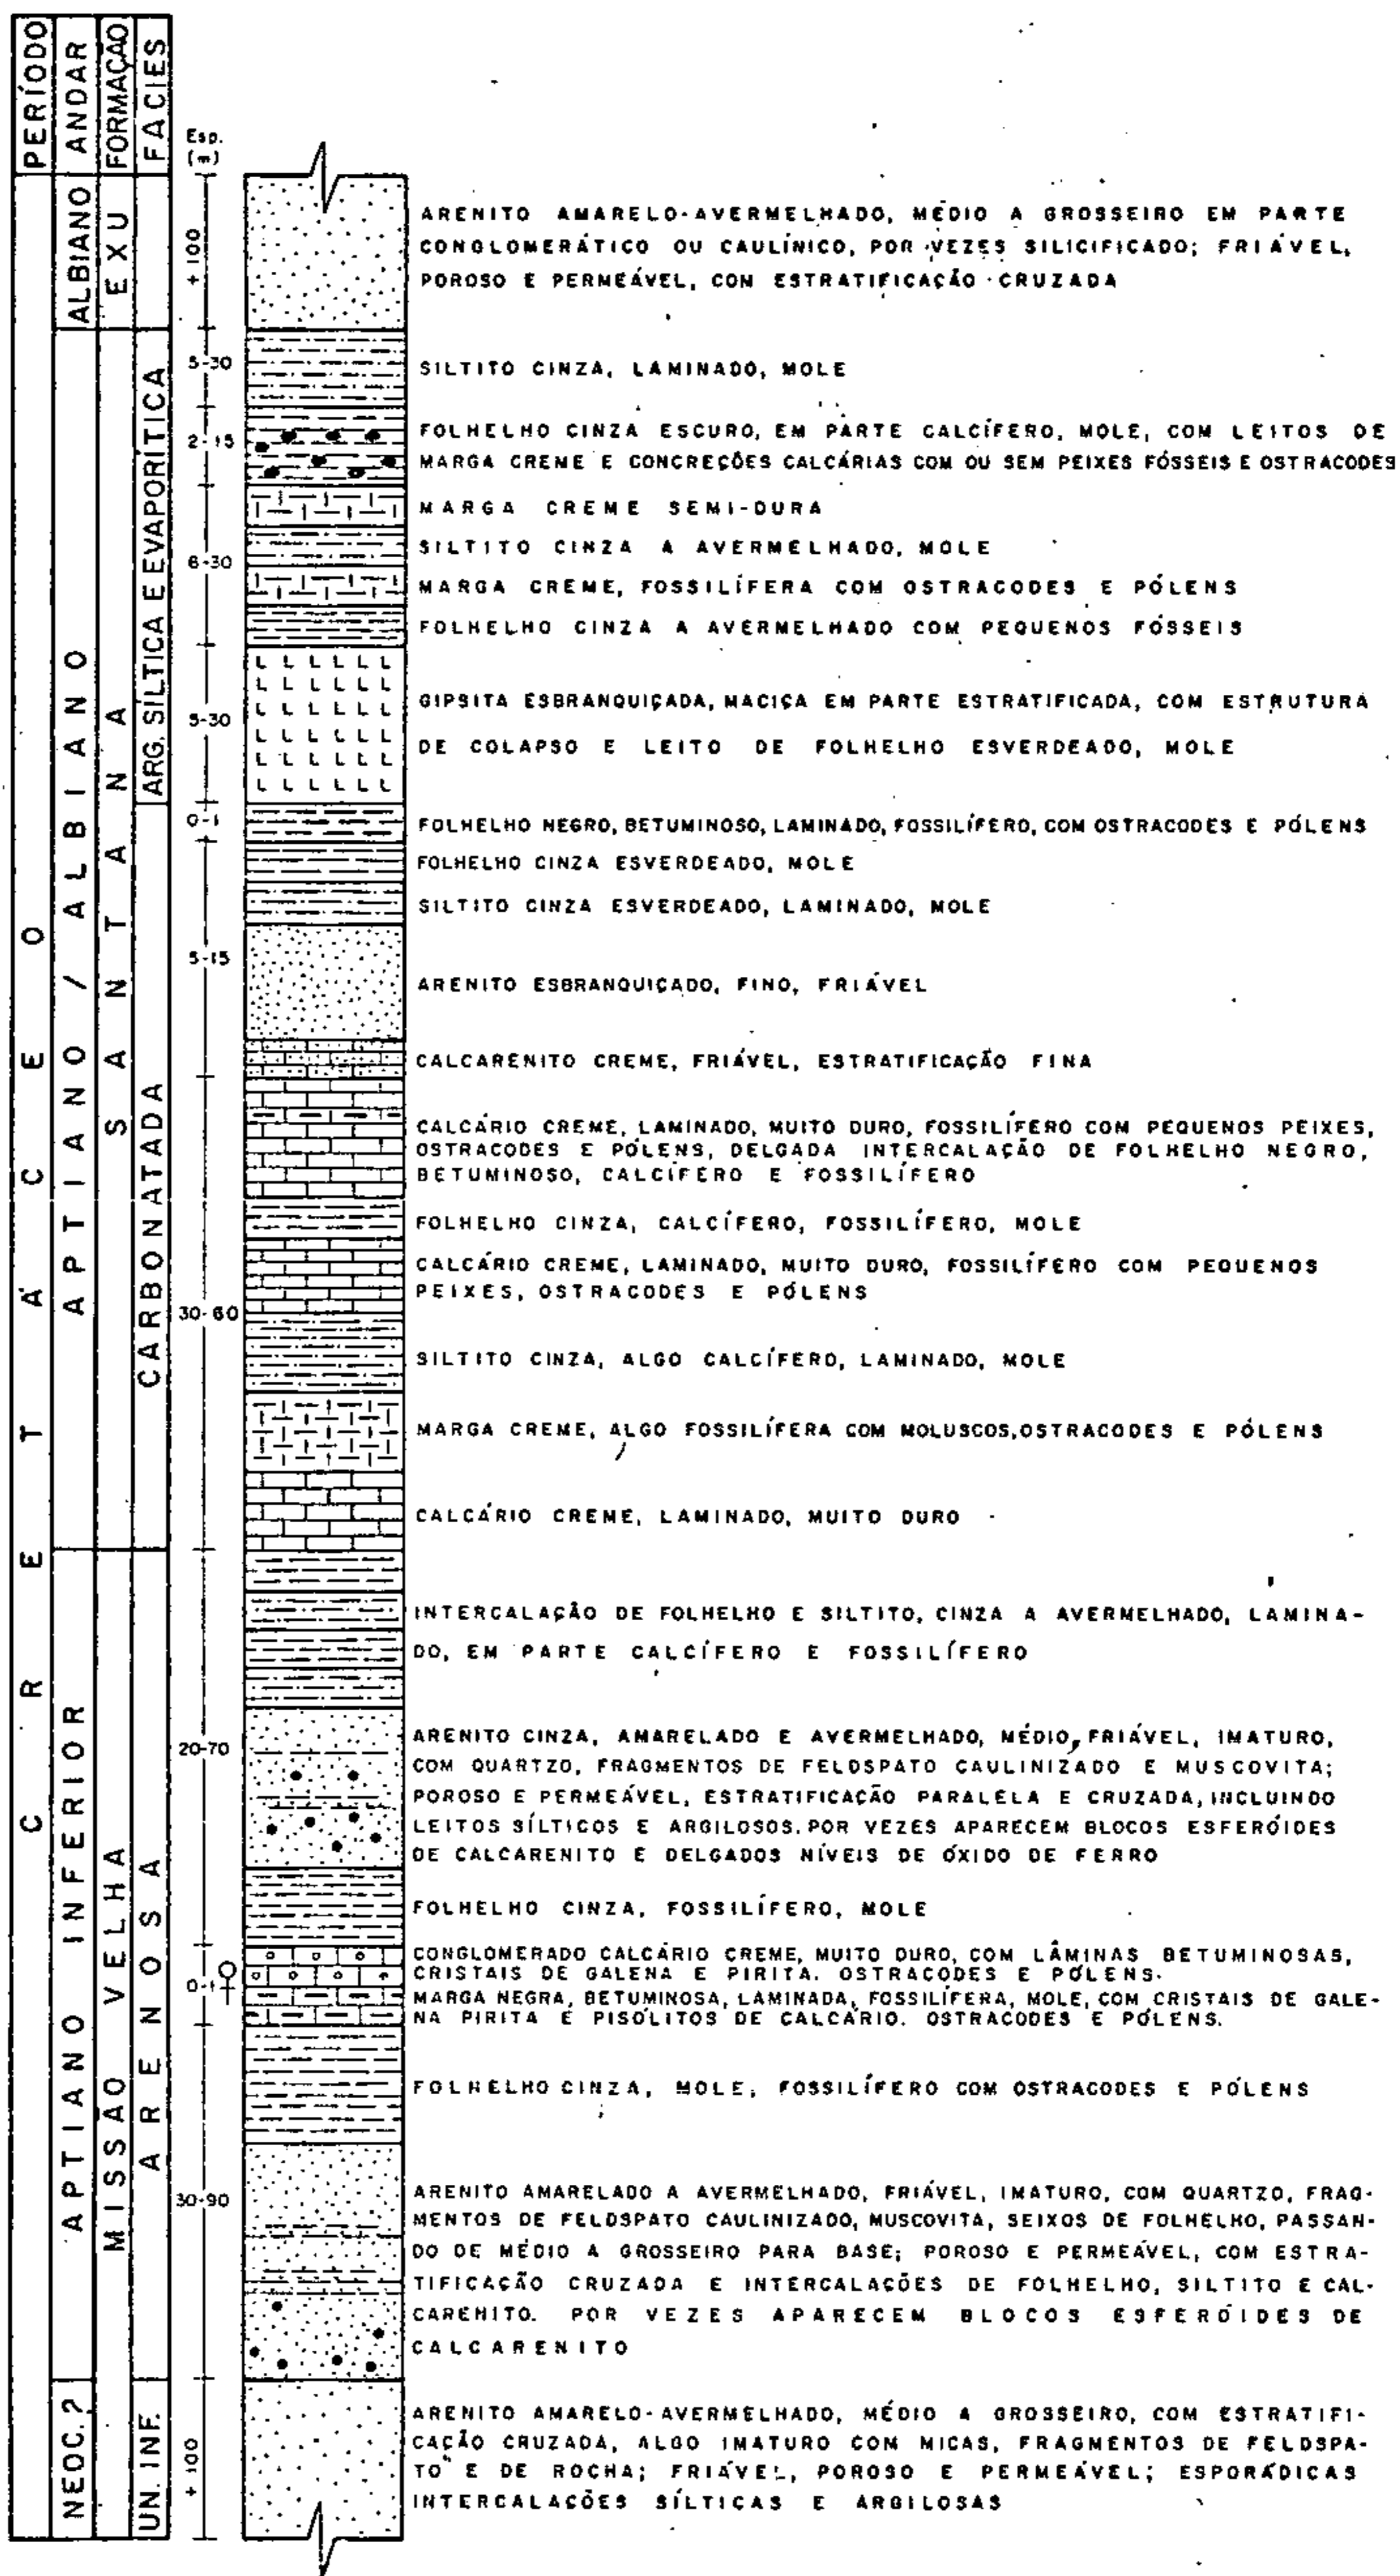 PERÍODO
ANDAR
FORMAÇÃO
FACIES
Esp.
(m)
CRETÁCEO
ALBIANO
EXU
+100
ARENITO AMARELO-AVERMELHADO, MÉDIO A GROSSEIRO EM PARTE
CONGLOMERÁTICO OU CAULÍNICO, POR VEZES SILICIFICADO; FRIÁVEL,
POROSO E PERMEÁVEL, COM ESTRATIFICAÇÃO CRUZADA
APTIANO/ALBIANO
SANTANA
ARG. SÍLTICA E EVAPORÍTICA
5-30
SILTITO CINZA, LAMINADO, MOLE
2-15
FOLHELHO CINZA ESCURO, EM PARTE CALCÍFERO, MOLE, COM LEITOS DE
MARGA CREME E CONCREÇÕES CALCÁRIAS COM OU SEM PEIXES FÓSSEIS E OSTRACODES
MARGA CREME SEMI-DURA
6-30
SILTITO CINZA A AVERMELHADO, MOLE
MARGA CREME, FOSSILÍFERA COM OSTRACODES E PÓLENS
FOLHELHO CINZA A AVERMELHADO COM PEQUENOS FÓSSEIS
5-30
GIPSITA ESBRANQUIÇADA, MACIÇA EM PARTE ESTRATIFICADA, COM ESTRUTURA
DE COLAPSO E LEITO DE FOLHELHO ESVERDEADO, MOLE
CARBONATADA
0-1
FOLHELHO NEGRO, BETUMINOSO, LAMINADO, FOSSILÍFERO, COM OSTRACODES E PÓLENS
FOLHELHO CINZA ESVERDEADO, MOLE
SILTITO CINZA ESVERDEADO, LAMINADO, MOLE
5-15
ARENITO ESBRANQUIÇADO, FINO, FRIÁVEL
CALCARENITO CREME, FRIÁVEL, ESTRATIFICAÇÃO FINA
CALCÁRIO CREME, LAMINADO, MUITO DURO, FOSSILÍFERO COM PEQUENOS PEIXES,
OSTRACODES E PÓLENS, DELGADA INTERCALAÇÃO DE FOLHELHO NEGRO,
BETUMINOSO, CALCÍFERO E FOSSILÍFERO
FOLHELHO CINZA, CALCÍFERO, FOSSILÍFERO, MOLE
CALCÁRIO CREME, LAMINADO, MUITO DURO, FOSSILÍFERO COM PEQUENOS
PEIXES, OSTRACODES E PÓLENS
30-60
SILTITO CINZA, ALGO CALCÍFERO, LAMINADO, MOLE
MARGA CREME, ALGO FOSSILÍFERA COM MOLUSCOS, OSTRACODES E PÓLENS
CALCÁRIO CREME, LAMINADO, MUITO DURO
APTIANO INFERIOR
MISSÃO VELHA
ARENOSA
INTERCALAÇÃO DE FOLHELHO E SILTITO, CINZA A AVERMELHADO, LAMINA-
DO, EM PARTE CALCÍFERO E FOSSILÍFERO
20-70
ARENITO CINZA, AMARELADO E AVERMELHADO, MÉDIO, FRIÁVEL, IMATURO,
COM QUARTZO, FRAGMENTOS DE FELDSPATO CAULINIZADO E MUSCOVITA;
POROSO E PERMEÁVEL, ESTRATIFICAÇÃO PARALELA E CRUZADA, INCLUINDO
LEITOS SÍLTICOS E ARGILOSOS. POR VEZES APARECEM BLOCOS ESFERÓIDES
DE CALCARENITO E DELGADOS NÍVEIS DE ÓXIDO DE FERRO
FOLHELHO CINZA, FOSSILÍFERO, MOLE
0-1
CONGLOMERADO CALCÁRIO CREME, MUITO DURO, COM LÂMINAS BETUMINOSAS,
CRISTAIS DE GALENA E PIRITA. OSTRACODES E PÓLENS.
MARGA NEGRA, BETUMINOSA, LAMINADA, FOSSILÍFERA, MOLE, COM CRISTAIS DE GALE-
NA PIRITA E PISÓLITOS DE CALCÁRIO. OSTRACODES E PÓLENS.
FOLHELHO CINZA, MOLE, FOSSILÍFERO COM OSTRACODES E PÓLENS
30-90
ARENITO AMARELADO A AVERMELHADO, FRIÁVEL, IMATURO, COM QUARTZO, FRAG-
MENTOS DE FELDSPATO CAULINIZADO, MUSCOVITA, SEIXOS DE FOLHELHO, PASSAN-
DO DE MÉDIO A GROSSEIRO PARA BASE; POROSO E PERMEÁVEL, COM ESTRA-
TIFICAÇÃO CRUZADA E INTERCALAÇÕES DE FOLHELHO, SILTITO E CAL-
CARENITO. POR VEZES APARECEM BLOCOS ESFERÓIDES DE
CALCARENITO
NEOC.?
UN. INF.
+100
ARENITO AMARELO-AVERMELHADO, MÉDIO A GROSSEIRO, COM ESTRATIFI-
CAÇÃO CRUZADA, ALGO IMATURO COM MICAS, FRAGMENTOS DE FELDSPA-
TO E DE ROCHA; FRIÁVEL, POROSO E PERMEÁVEL; ESPORÁDICAS
INTERCALAÇÕES SÍLTICAS E ARGILOSAS